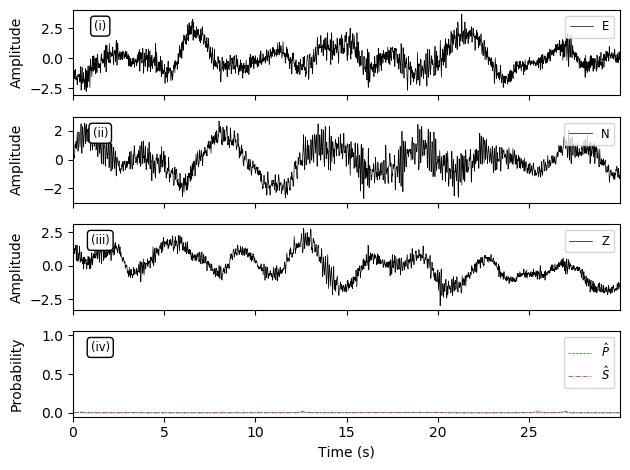 (i)
E
Amplitude
2.5
0.0
−2.5
(ii)
N
Amplitude
2
0
−2
(iii)
Z
Amplitude
2.5
0.0
−2.5
(iv)
P̂
Ŝ
Probability
1.0
0.5
0.0
0 5 10 15 20 25
Time (s)